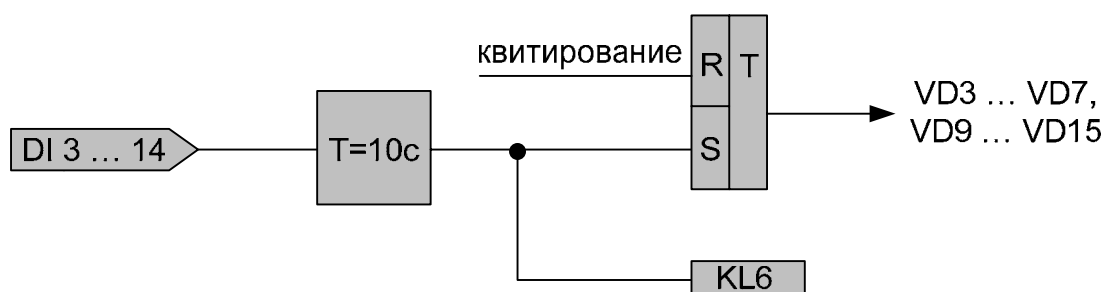 квитирование
R
T
VD3 ... VD7,
VD9 ... VD15
DI 3 ... 14
T=10c
S
KL6